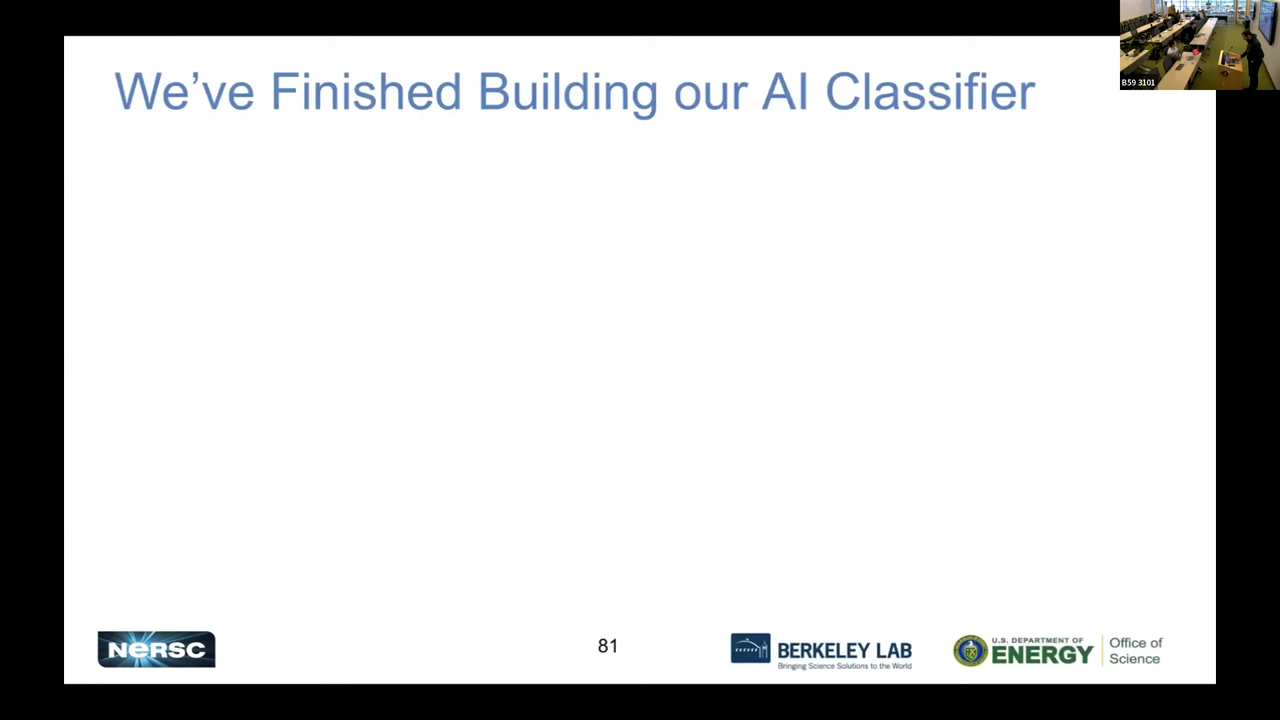 We've Finished Building our AI Classifier
B59 3101
NERSC
81
BERKELEY LAB
Bringing Science Solutions to the World
U.S. DEPARTMENT OF
ENERGY
Office of
Science